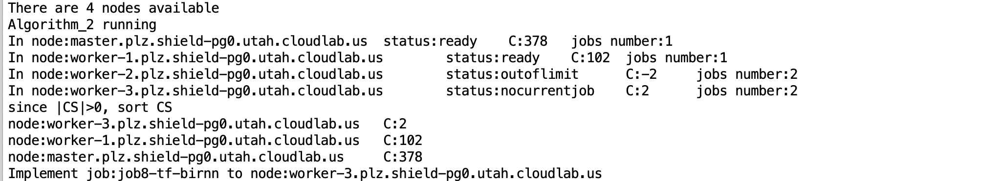 There are 4 nodes available
Algorithm_2 running
In node:master.plz.shield-pg0.utah.cloudlab.us  status:ready    C:378   jobs number:1
In node:worker-1.plz.shield-pg0.utah.cloudlab.us        status:ready    C:102  jobs number:1
In node:worker-2.plz.shield-pg0.utah.cloudlab.us        status:outoflimit      C:-2     jobs number:2
In node:worker-3.plz.shield-pg0.utah.cloudlab.us        status:nocurrentjob    C:2      jobs number:2
since |CS|>0, sort CS
node:worker-3.plz.shield-pg0.utah.cloudlab.us   C:2
node:worker-1.plz.shield-pg0.utah.cloudlab.us   C:102
node:master.plz.shield-pg0.utah.cloudlab.us     C:378
Implement job:job8-tf-birnn to node:worker-3.plz.shield-pg0.utah.cloudlab.us